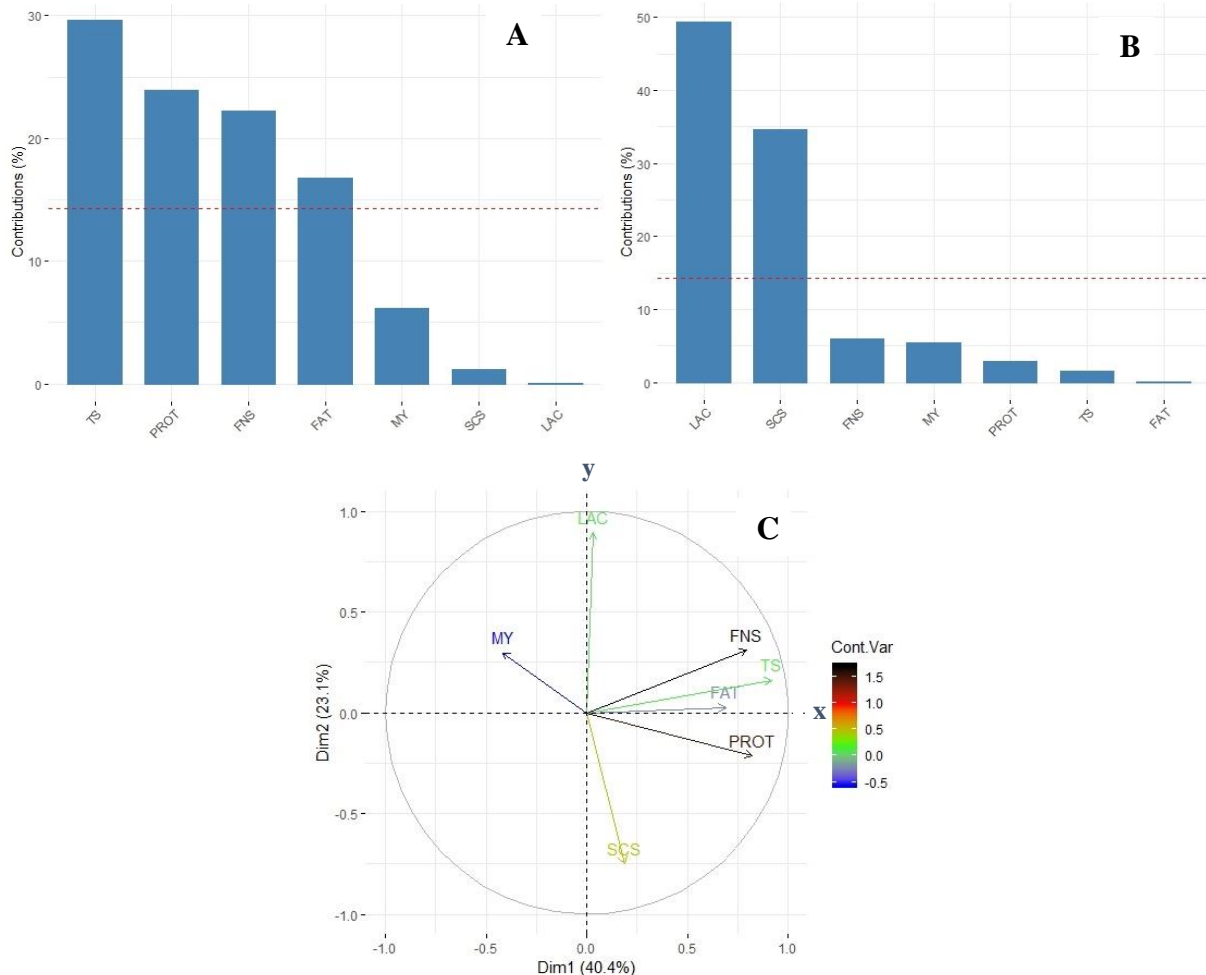 A
Contributions (%)
30
20
10
0
TS
PROT
FNS
FAT
MY
SCS
LAC
B
Contributions (%)
50
40
30
20
10
0
LAC
SCS
FNS
MY
PROT
TS
FAT
y
C
1.0
0.5
0.0
-0.5
-1.0
Dim2 (23.1%)
LAC
MY
FNS
TS
FAT
PROT
SCS
x
-1.0
-0.5
0.0
0.5
1.0
Dim1 (40.4%)
Cont.Var
1.5
1.0
0.5
0.0
-0.5